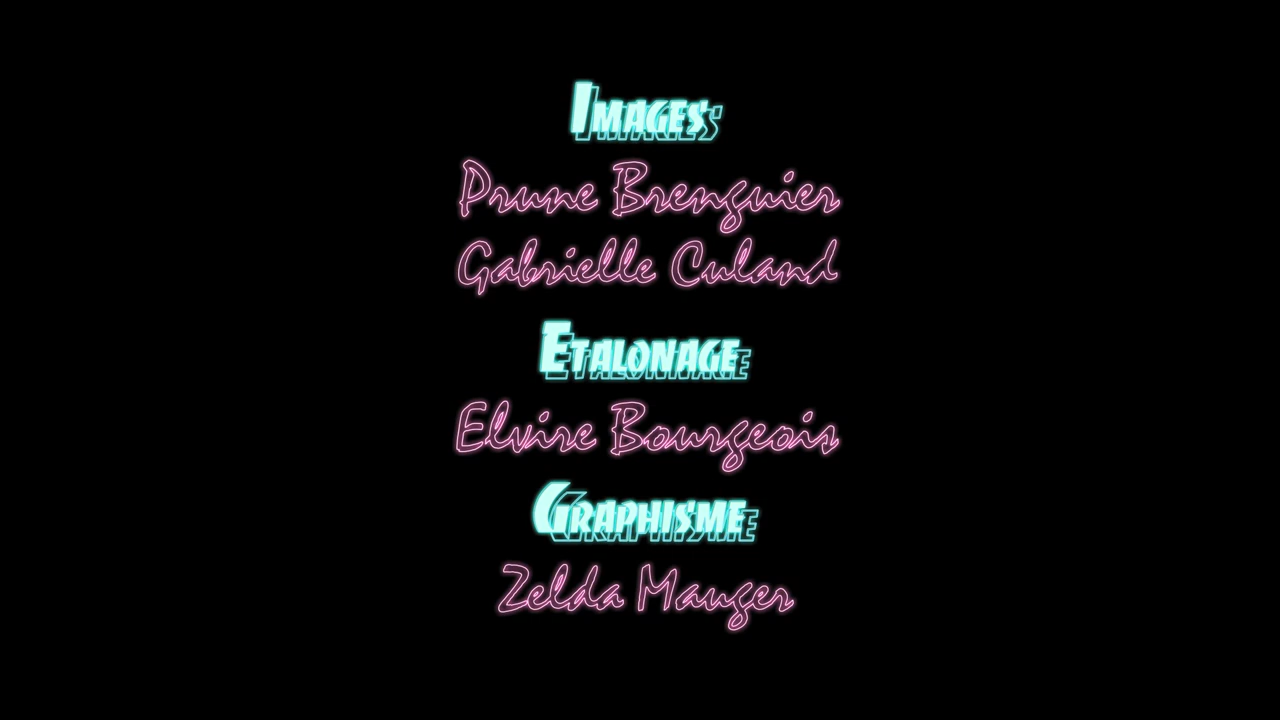 Images
Prune Brenguier
Gabrielle Culand
Etalonage
Elvire Bourgeois
Graphisme
Zelda Mauger